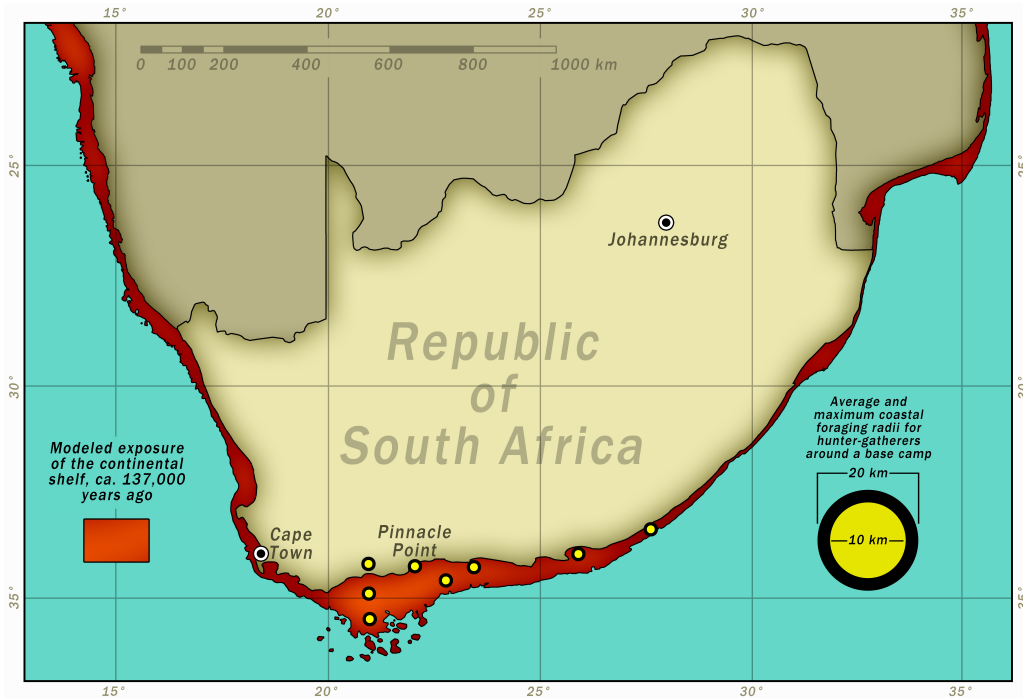 15° 20° 25° 30° 35°
0 100 200 400 600 800 1000 km
25° 25°
Johannesburg
Republic
of
South Africa
30° 30°
Average and
maximum coastal
foraging radii for
hunter-gatherers
around a base camp
20 km
10 km
Modeled exposure
of the continental
shelf, ca. 137,000
years ago
Cape
Town
Pinnacle
Point
35° 35°
15° 20° 25° 30° 35°